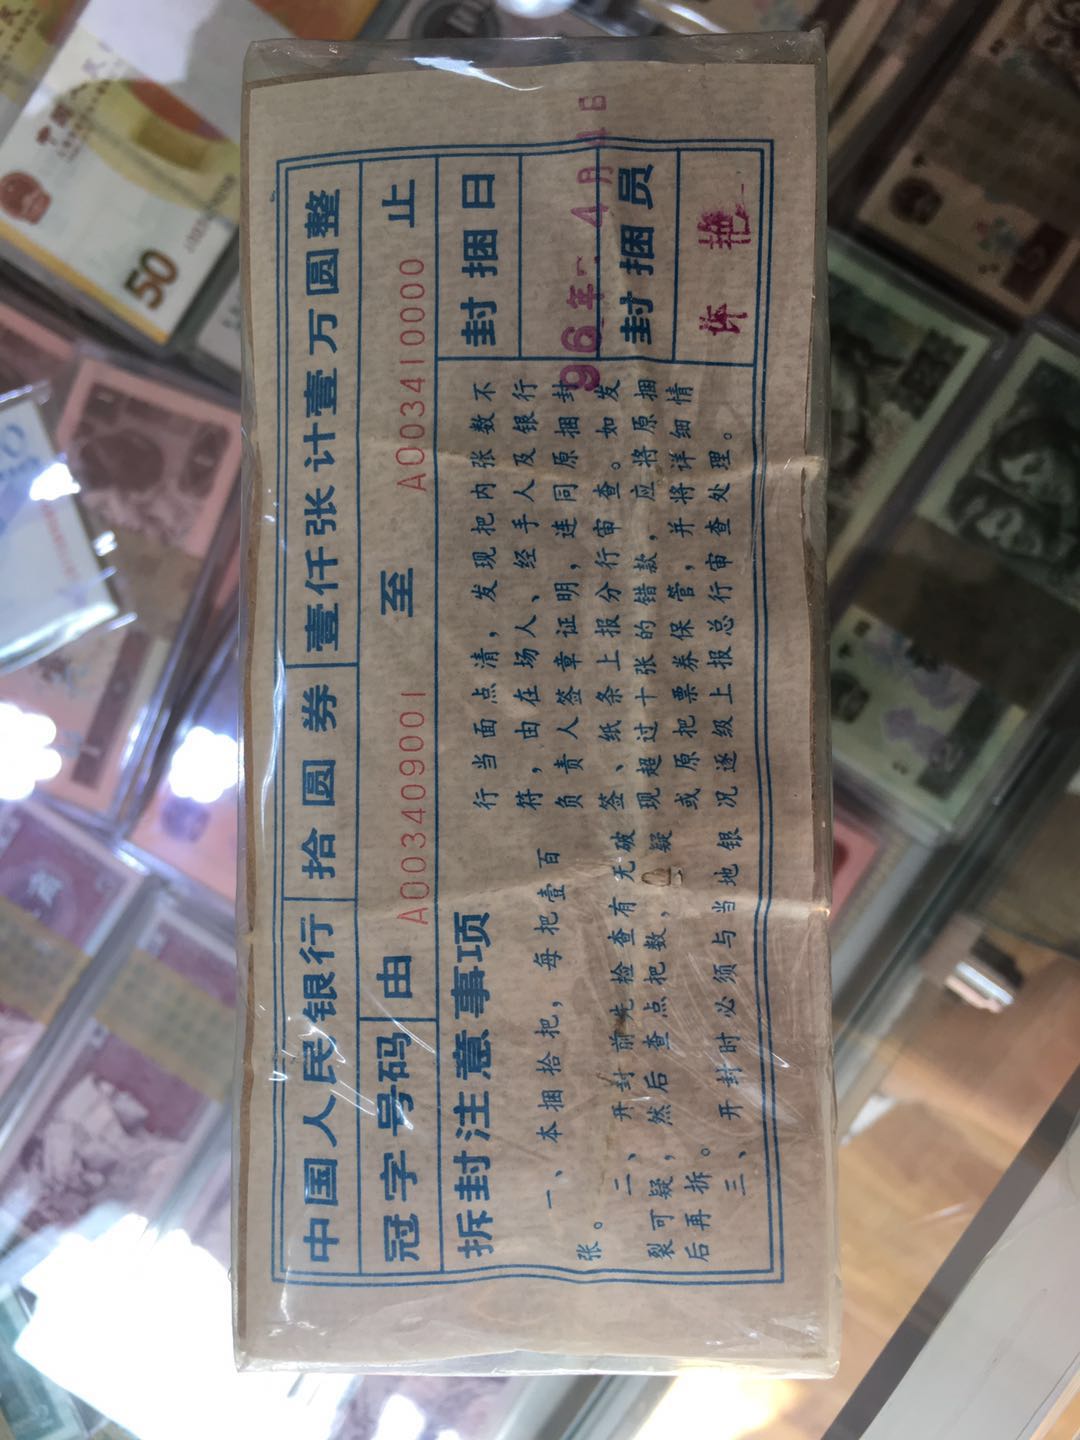 中国人民银行 拾圆券 壹仟张计壹万圆整
冠字号码 由 A003409001 至 A003410000 止
拆封注意事项
一、本捆拾把，每把壹百
张。
二、开封前先检查有无破
裂可疑，然后查点把数，疑
后再拆。
三、开封时必须与当地银
行当面点清，发现把内张数不
符，由在场人、经手人及银行
负责人签章证明，连同原捆封
签、纸条上报分行审查。如发
现超过十张的错款，应将原捆
或原把票券保管，并将详细情
况逐级上报总行审查处理。
封捆日
96年 4月 日
封捆员
艳
50